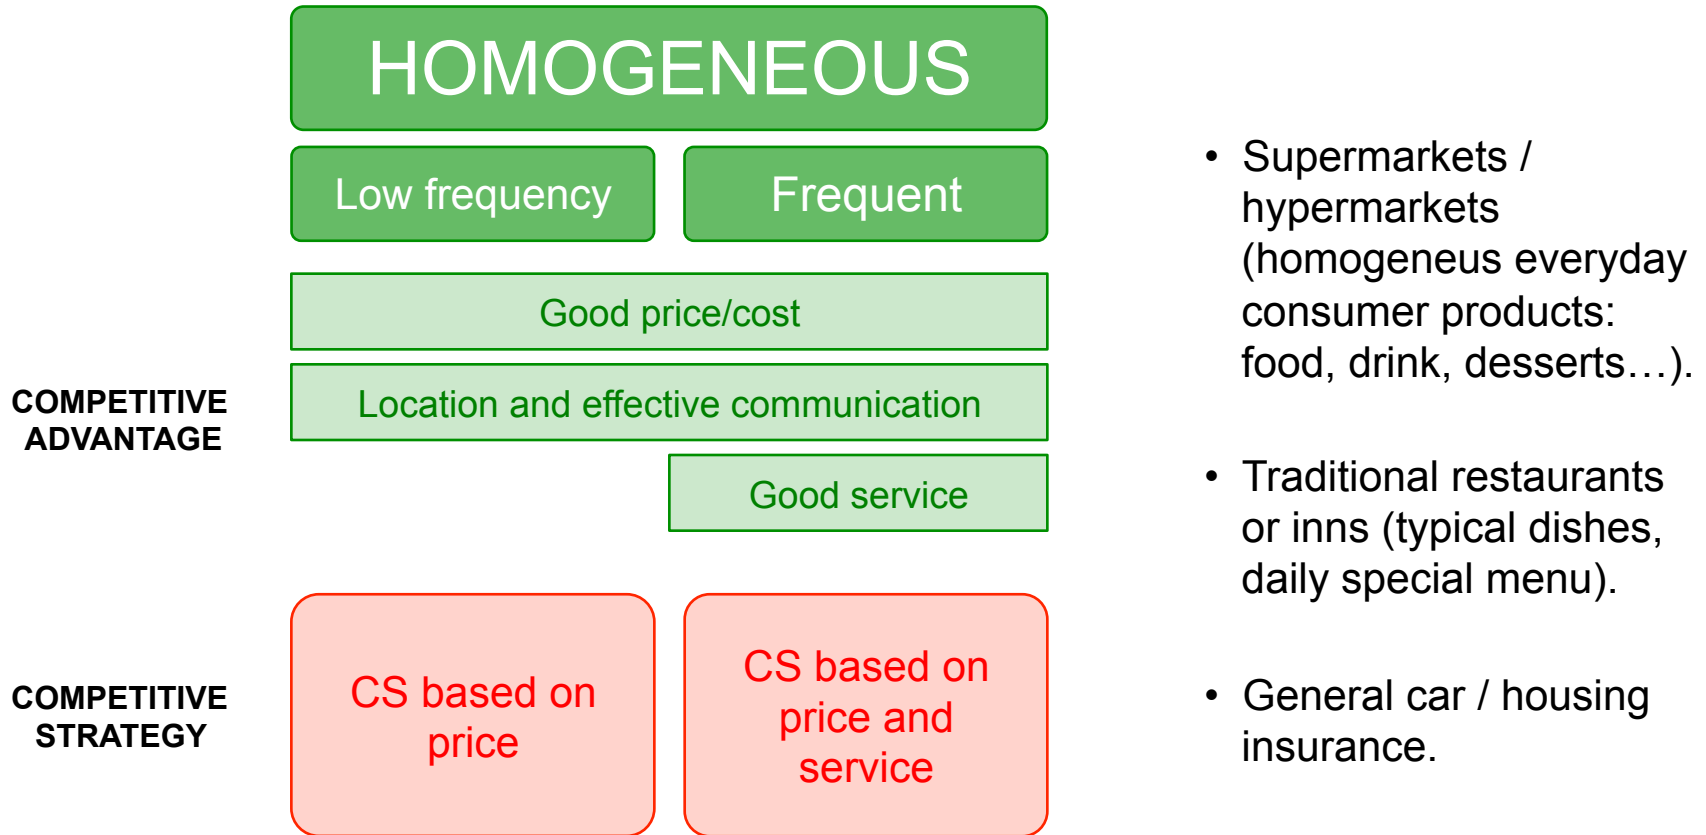 HOMOGENEOUS
Low frequency
Frequent
Good price/cost
COMPETITIVE
ADVANTAGE
Location and effective communication
Good service
COMPETITIVE
STRATEGY
CS based on
price
CS based on
price and
service
• Supermarkets /
hypermarkets
(homogeneus everyday
consumer products:
food, drink, desserts…).
• Traditional restaurants
or inns (typical dishes,
daily special menu).
• General car / housing
insurance.